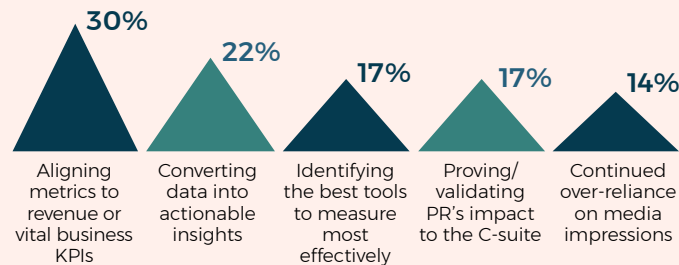 30%
Aligning
metrics to
revenue or
vital business
KPIs
22%
Converting
data into
actionable
insights
17%
Identifying
the best tools
to measure
most
effectively
17%
Proving/
validating
PR's impact
to the C-suite
14%
Continued
over-reliance
on media
impressions